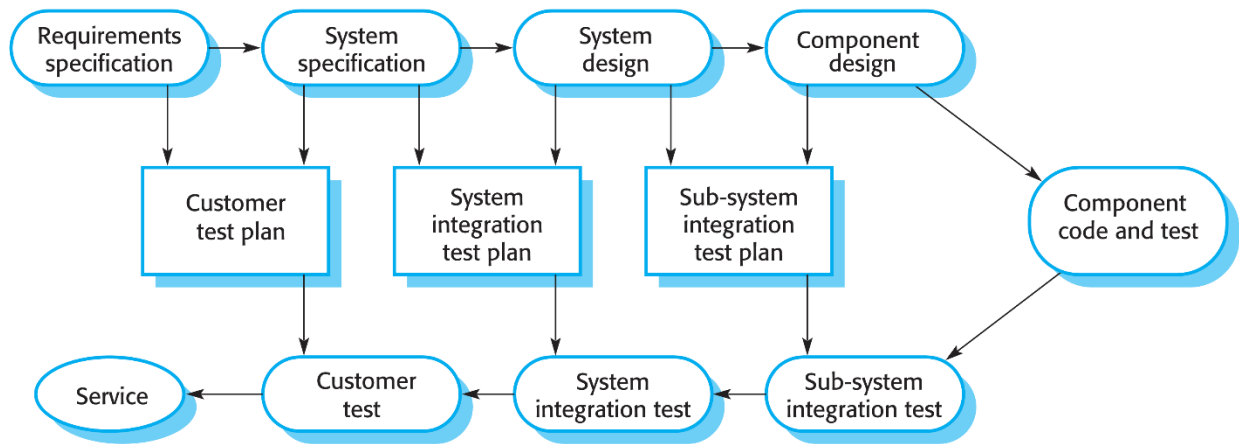 Requirements
specification
System
specification
System
design
Component
design
Customer
test plan
System
integration
test plan
Sub-system
integration
test plan
Component
code and test
Service
Customer
test
System
integration test
Sub-system
integration test